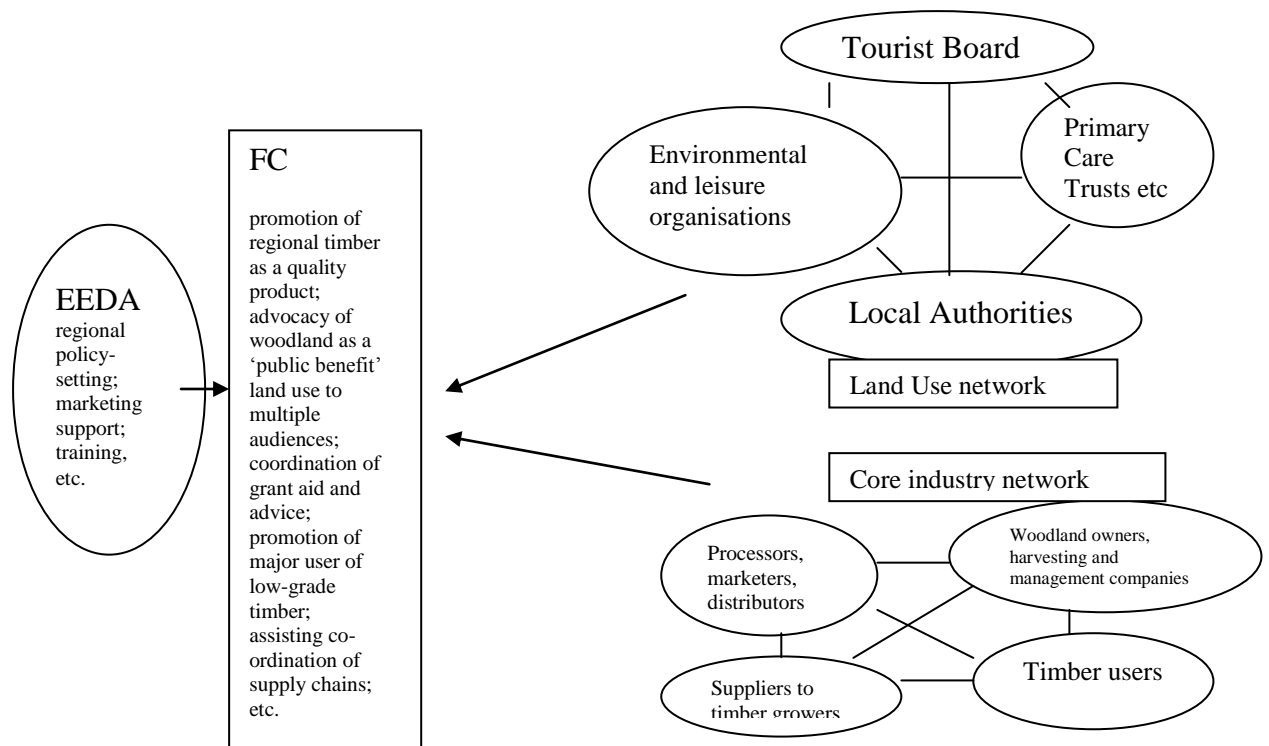 EEDA
regional
policy-
setting;
marketing
support;
training,
etc.
FC
promotion of
regional timber
as a quality
product;
advocacy of
woodland as a
‘public benefit’
land use to
multiple
audiences;
coordination of
grant aid and
advice;
promotion of
major user of
low-grade
timber;
assisting co-
ordination of
supply chains;
etc.
Tourist Board
Environmental
and leisure
organisations
Primary
Care
Trusts etc
Local Authorities
Land Use network
Core industry network
Processors,
marketers,
distributors
Woodland owners,
harvesting and
management companies
Suppliers to
timber growers
Timber users